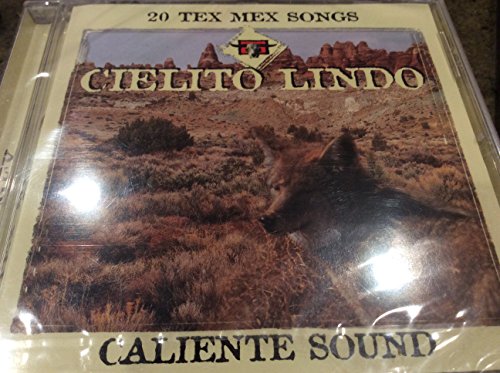 20 TEX MEX SONGS
CIELITO LINDO
CALIENTE SOUND